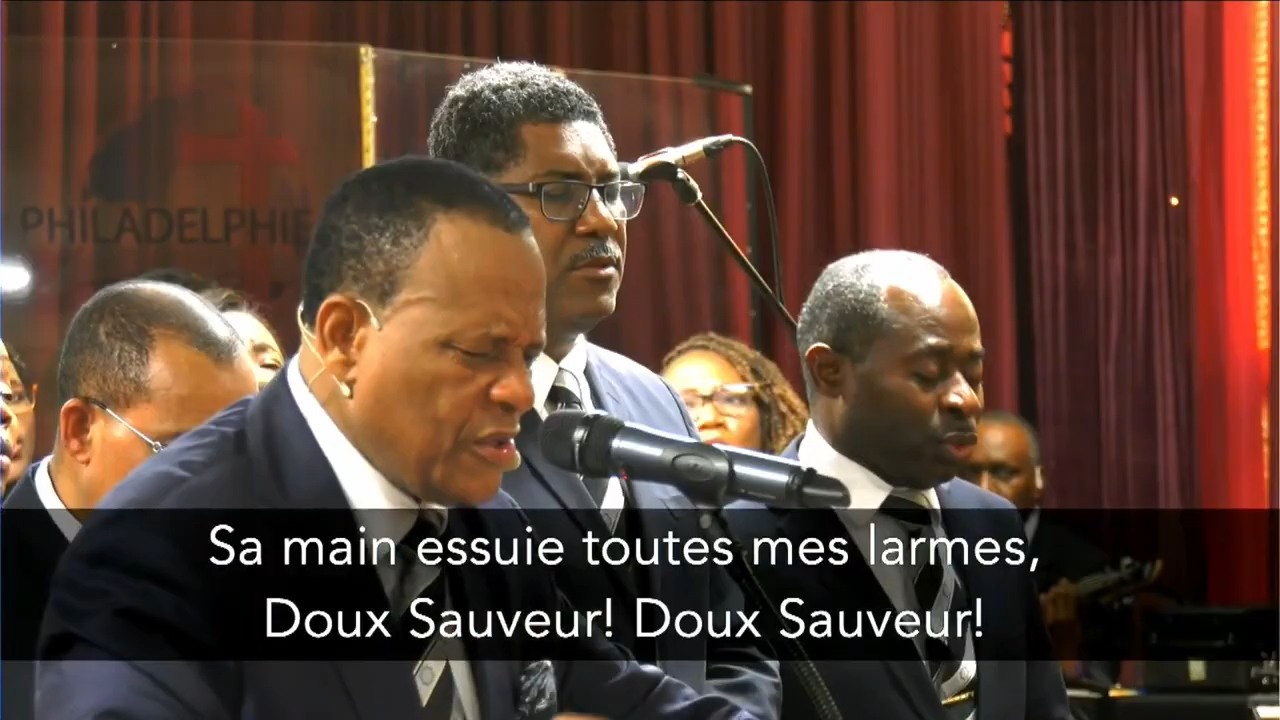 PHILADELPHIE
Sa main essuie toutes mes larmes,
Doux Sauveur! Doux Sauveur!